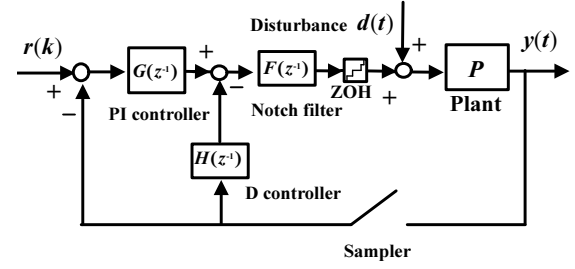 Disturbance d(t)
r(k)
+
−
G(z⁻¹)
PI controller
+
−
F(z⁻¹)
Notch filter
ZOH
+
+
P
Plant
y(t)
H(z⁻¹)
D controller
Sampler